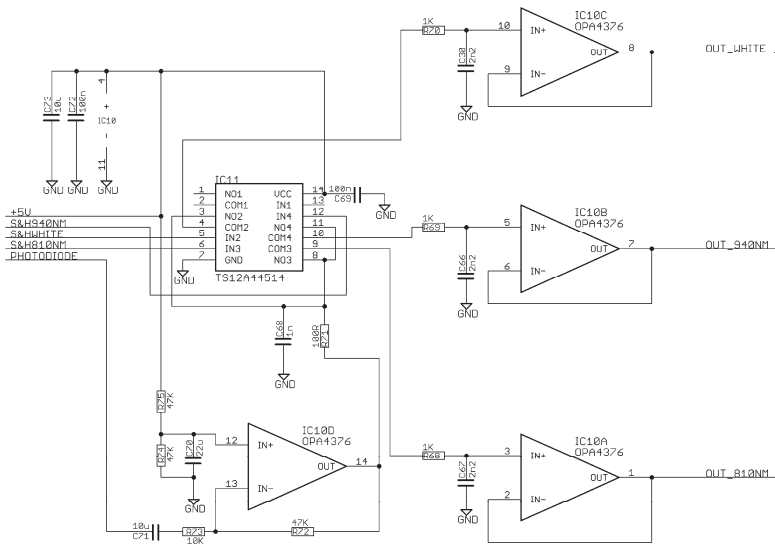 IC10C
OPA4376
1K
R70
10
IN+
C30
2n2
GND
9
IN-
OUT
8
OUT_WHITE
C73
10u
C72
100n
4
+
IC10
-
11
GND
GND
GND
IC11
1
NO1
2
COM1
3
NO2
4
COM2
5
IN2
6
IN3
7
GND
VCC
14
IN1
13
IN4
12
NO4
11
COM4
10
COM3
9
NO3
8
TS12A44514
100n
C69
GND
+5V
S&H940NM
S&HWHITE
S&H810NM
PHOTODIODE
GND
1K
R69
C66
2n2
GND
IC10B
OPA4376
5
IN+
6
IN-
OUT
7
OUT_940NM
C68
1n
GND
100R
R71
R75
47K
R74
47K
C70
22u
GND
IC10D
OPA4376
12
IN+
13
IN-
OUT
14
10u
C71
R73
10K
47K
R72
1K
R68
C67
2n2
GND
IC10A
OPA4376
3
IN+
2
IN-
OUT
1
OUT_810NM